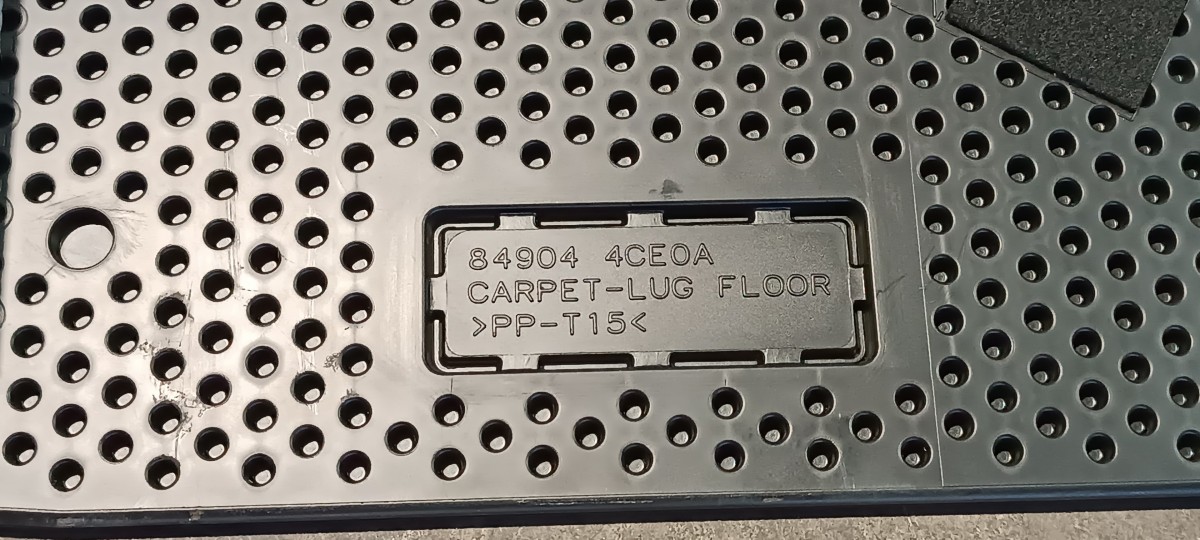 84904 4CE0A
CARPET-LUG FLOOR
>PP-T15<